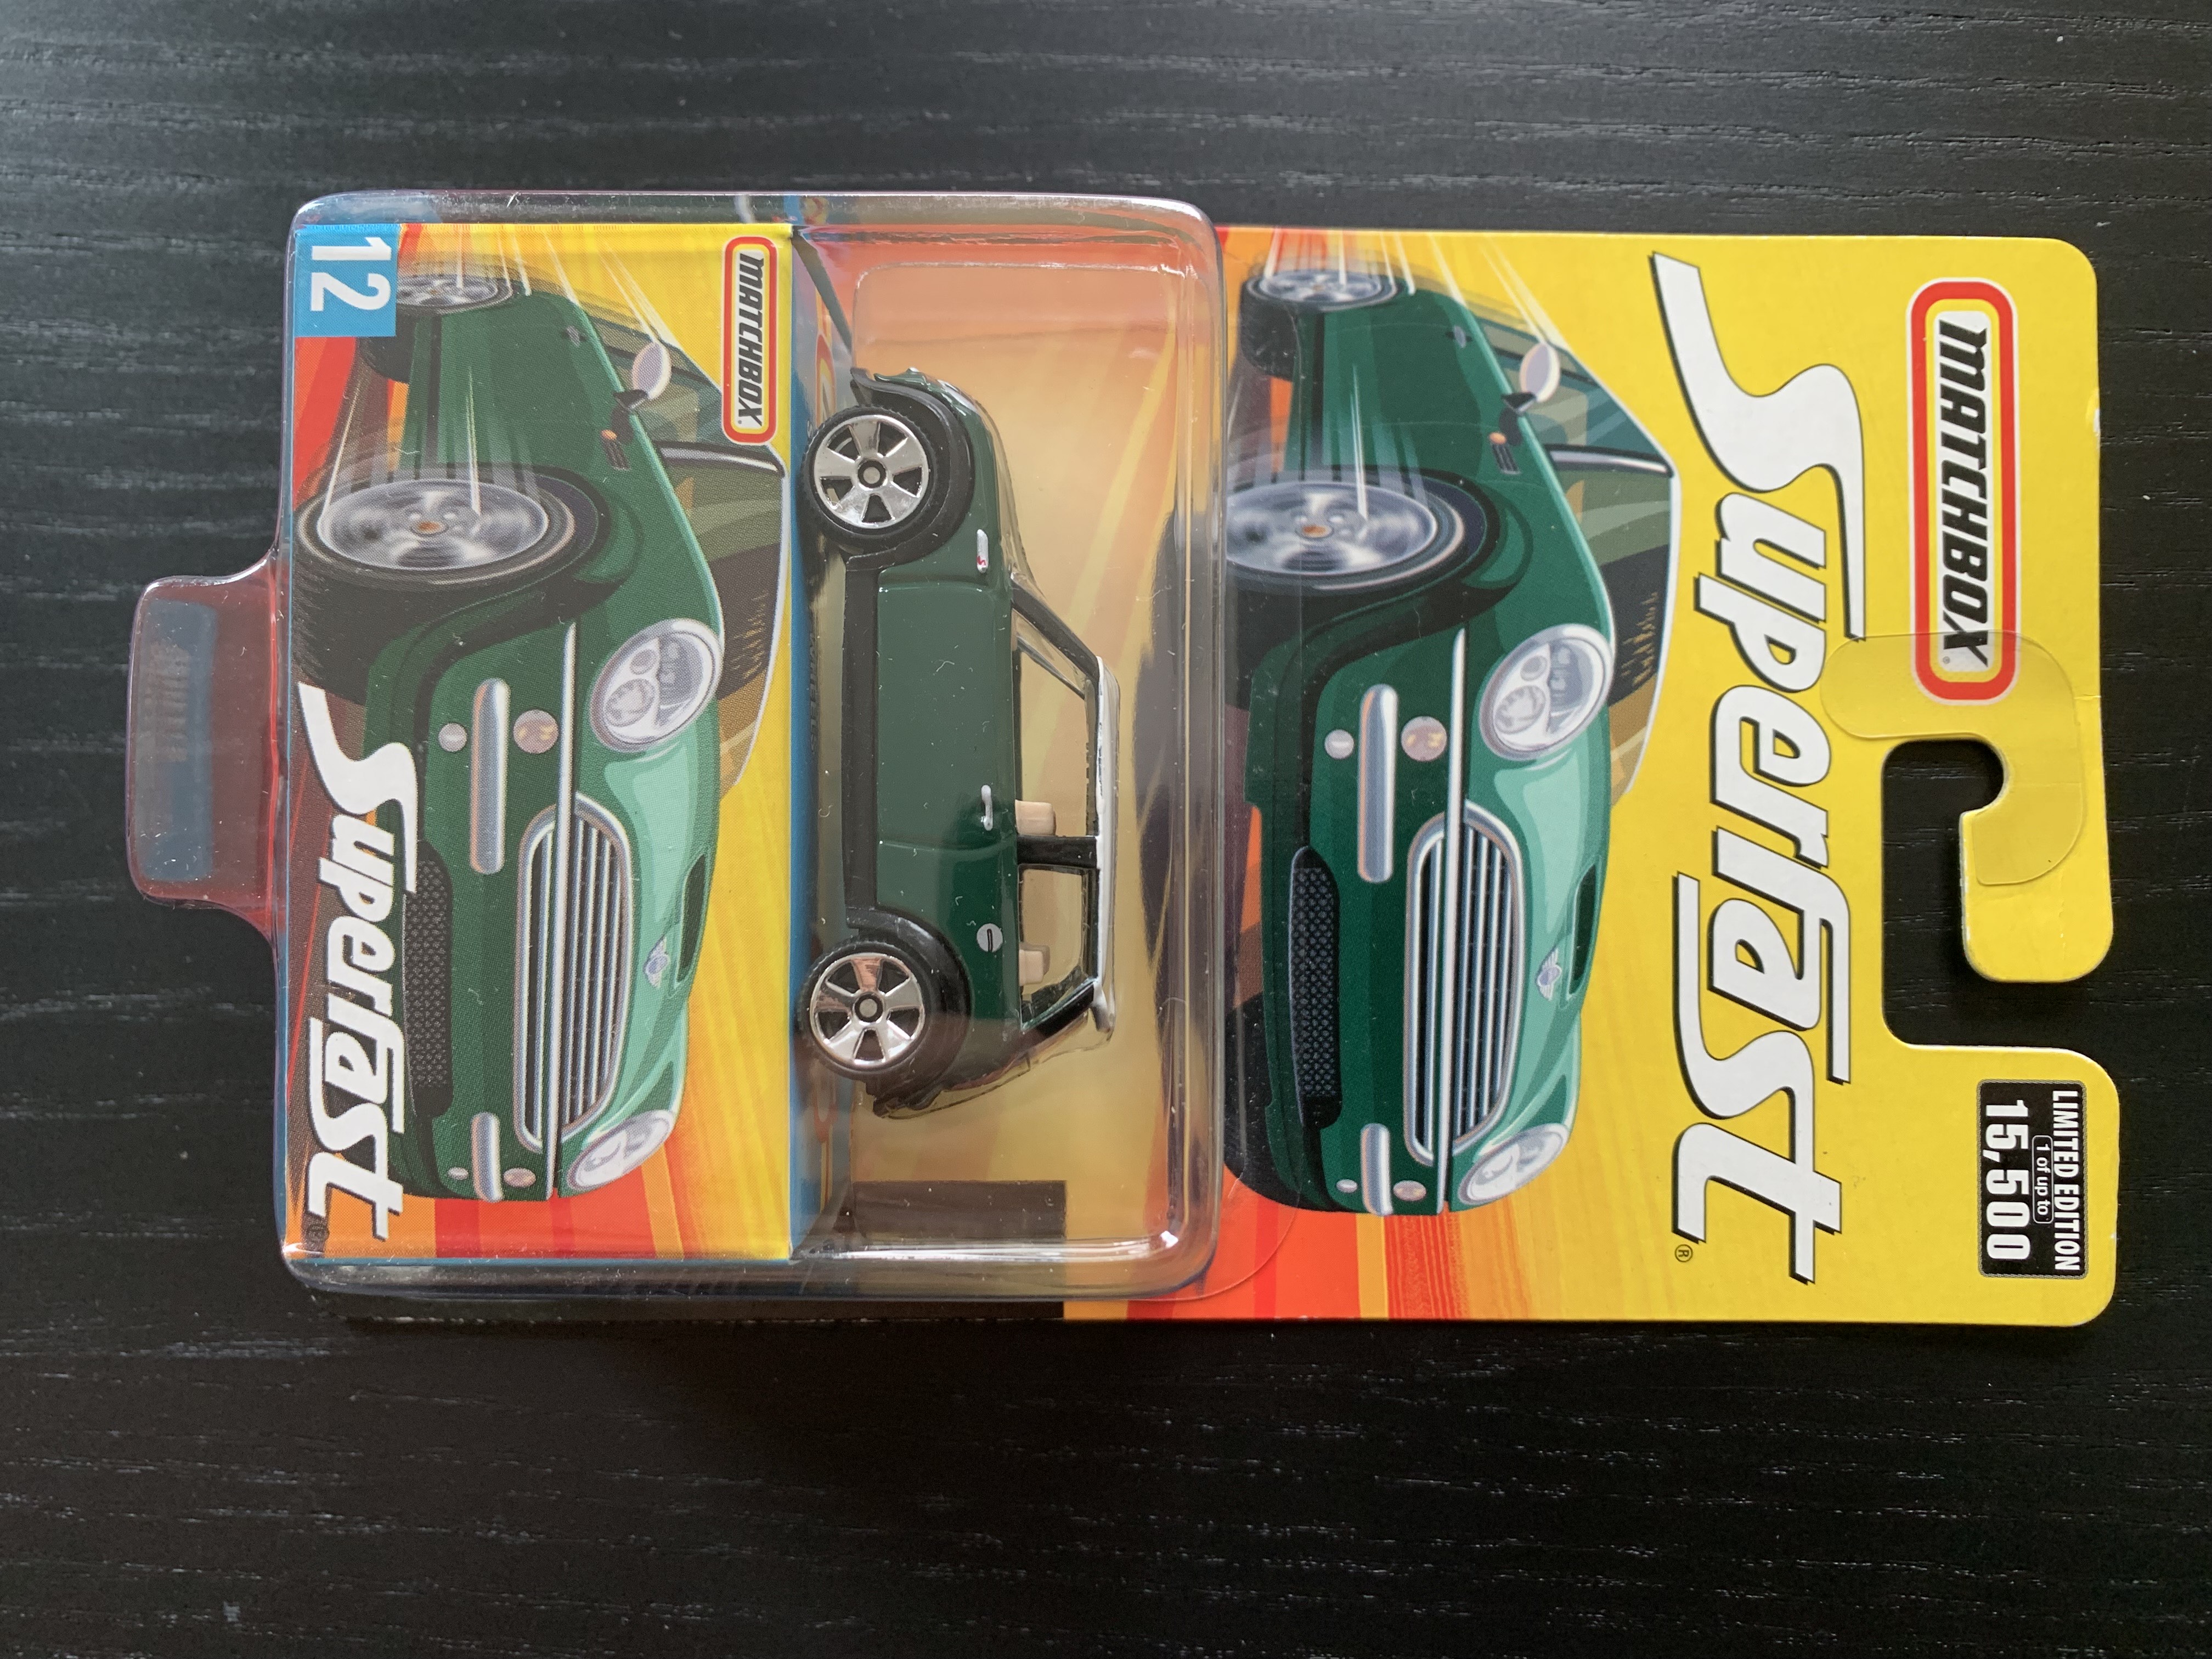 MATCHBOX
LIMITED EDITION
1 of up to
15,500
Superfast®
S
MATCHBOX
12
Superfast®